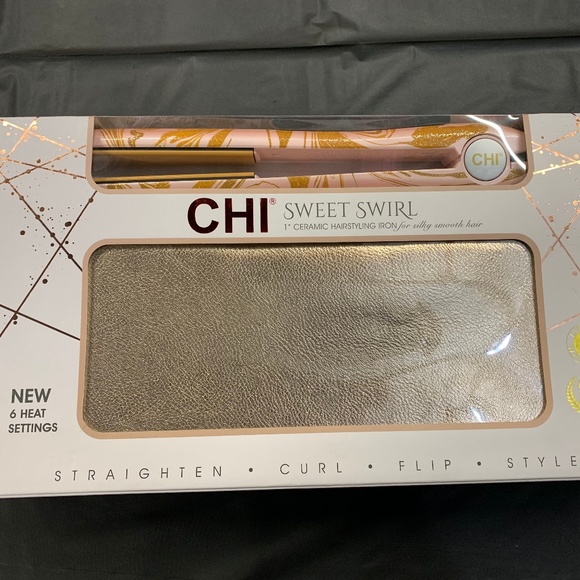 CHI
CHI® SWEET SWIRL
1" CERAMIC HAIRSTYLING IRON for silky smooth hair
NEW
6 HEAT
SETTINGS
STRAIGHTEN • CURL • FLIP • STYLE